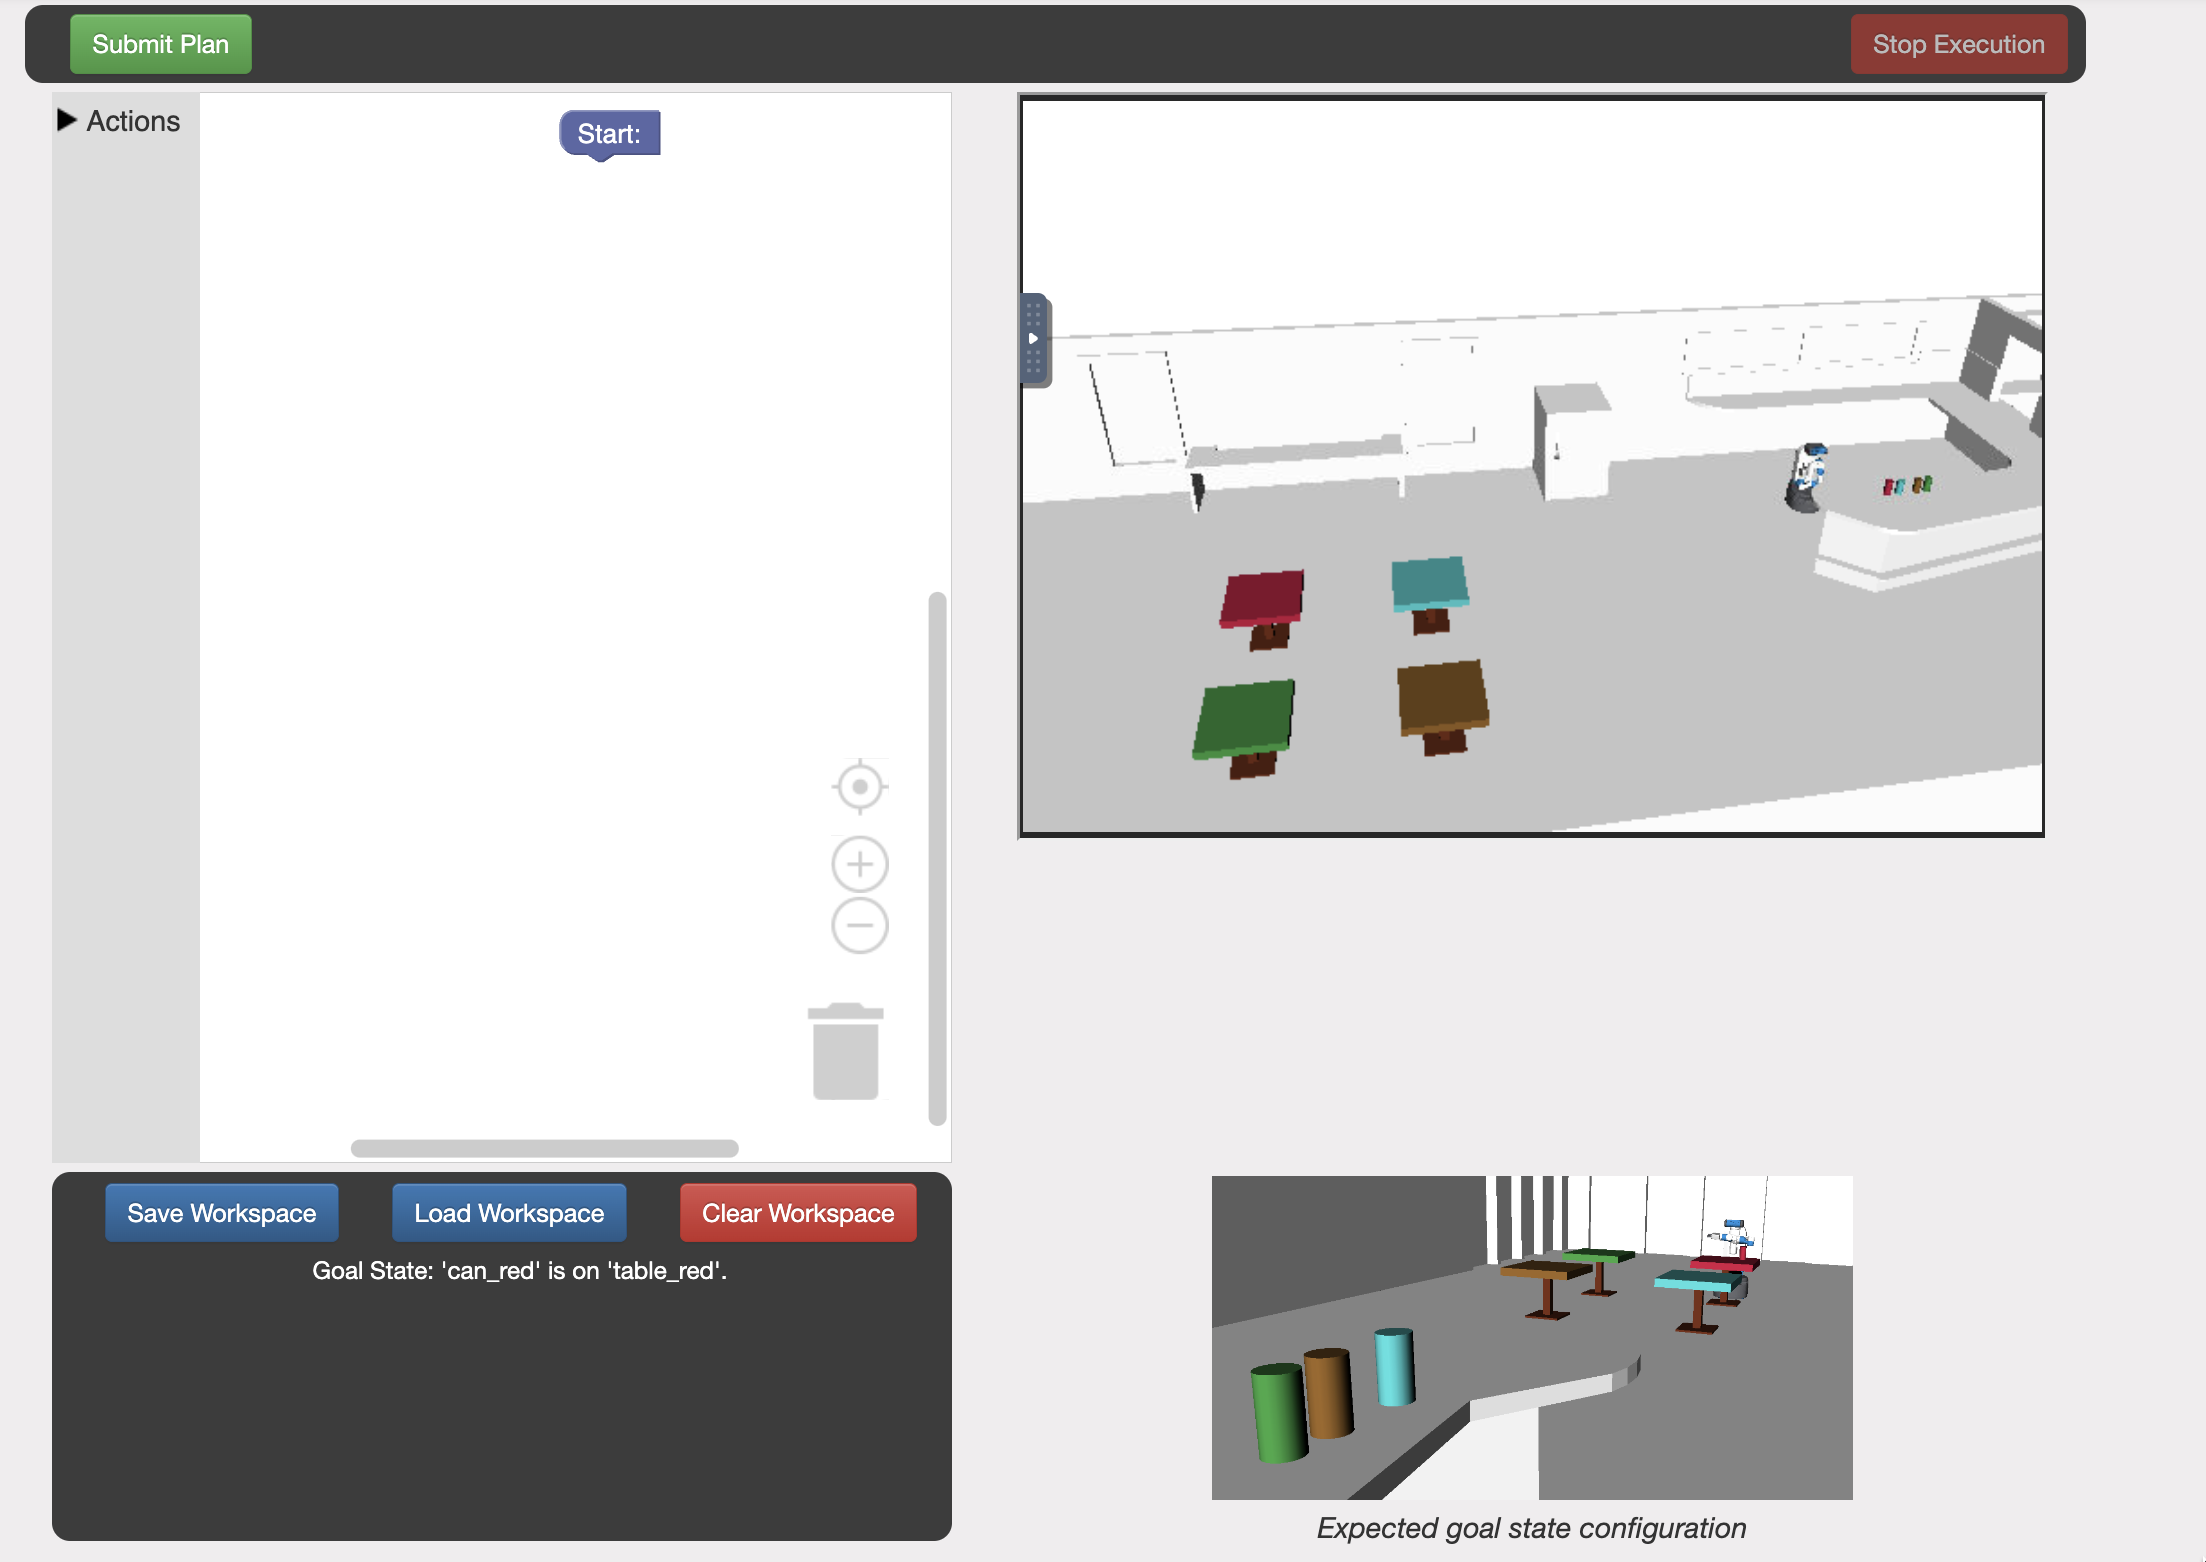 Submit Plan
Stop Execution
Actions
Start:
Save Workspace
Load Workspace
Clear Workspace
Goal State: 'can_red' is on 'table_red'.
Expected goal state configuration